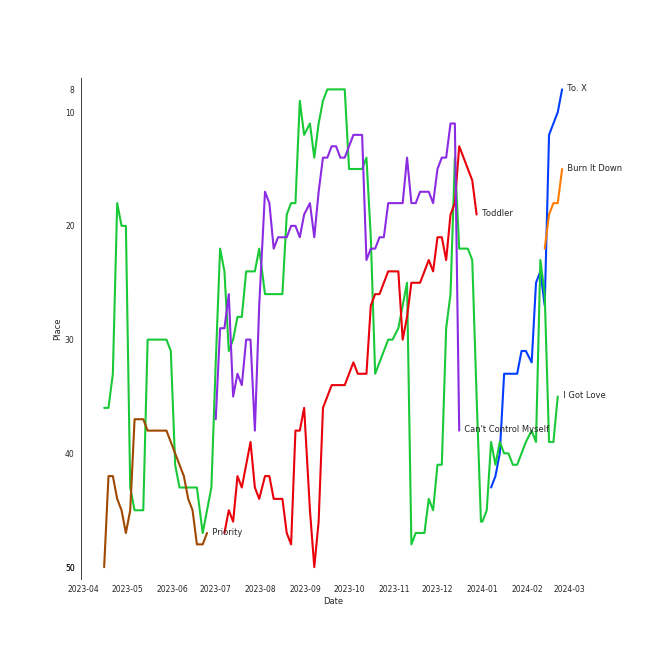 8
To. X
10
Burn It Down
Toddler
20
Place
30
I Got Love
Can't Control Myself
40
Priority
50
2023-04 2023-05 2023-06 2023-07 2023-08 2023-09 2023-10 2023-11 2023-12 2024-01 2024-02 2024-03
Date